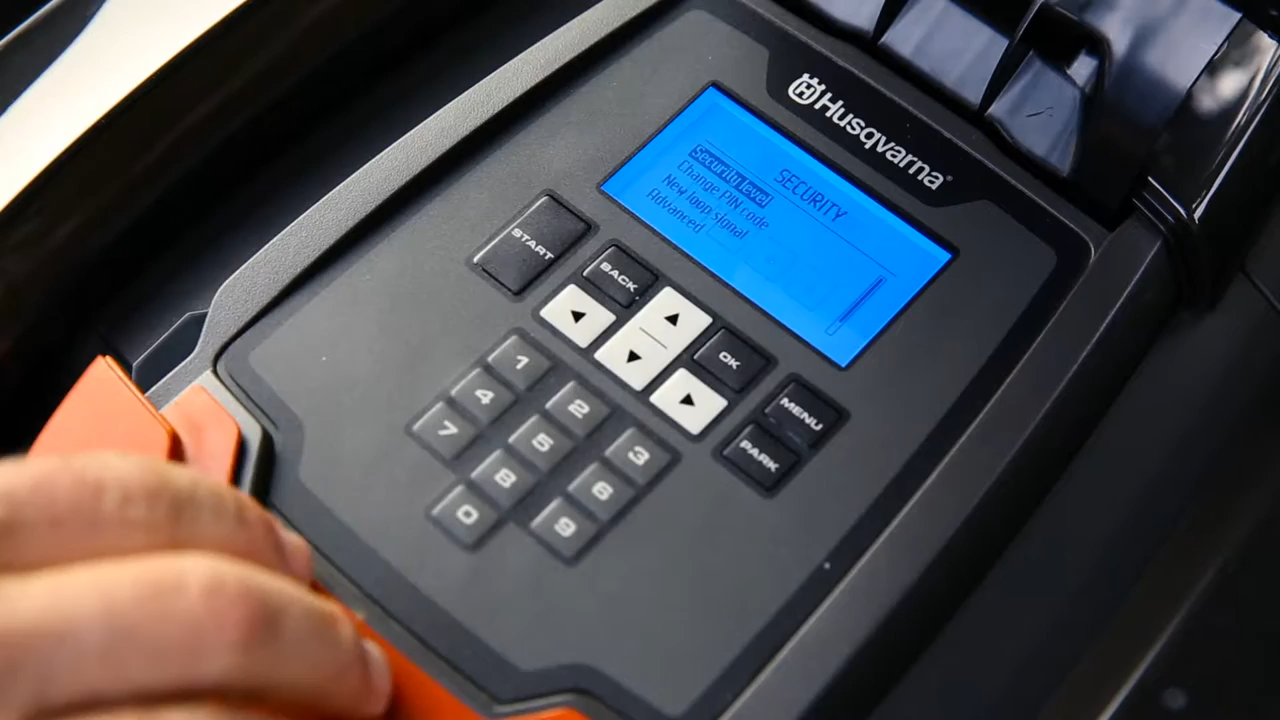 Husqvarna
SECURITY
Security level
Change PIN code
New loop signal
Advanced
START
BACK
OK
MENU
PARK
1
2
3
4
5
6
7
8
9
0